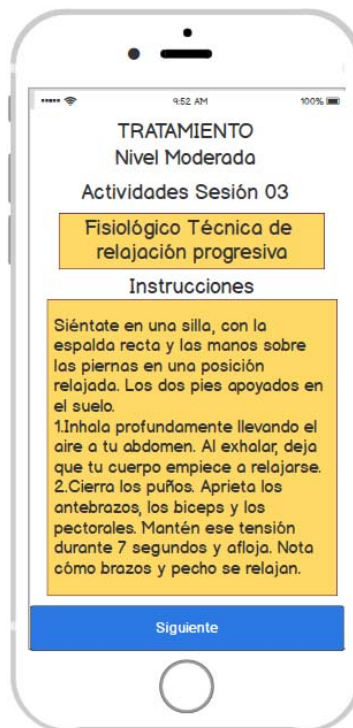 9:52 AM
100%
TRATAMIENTO
Nivel Moderada
Actividades Sesión 03
Fisiológico Técnica de
relajación progresiva
Instrucciones
Siéntate en una silla, con la
espalda recta y las manos sobre
las piernas en una posición
relajada. Los dos pies apoyados en
el suelo.
1.Inhala profundamente llevando el
aire a tu abdomen. Al exhalar, deja
que tu cuerpo empiece a relajarse.
2.Cierra los puños. Aprieta los
antebrazos, los biceps y los
pectorales. Mantén ese tensión
durante 7 segundos y afloja. Nota
cómo brazos y pecho se relajan.
Siguiente